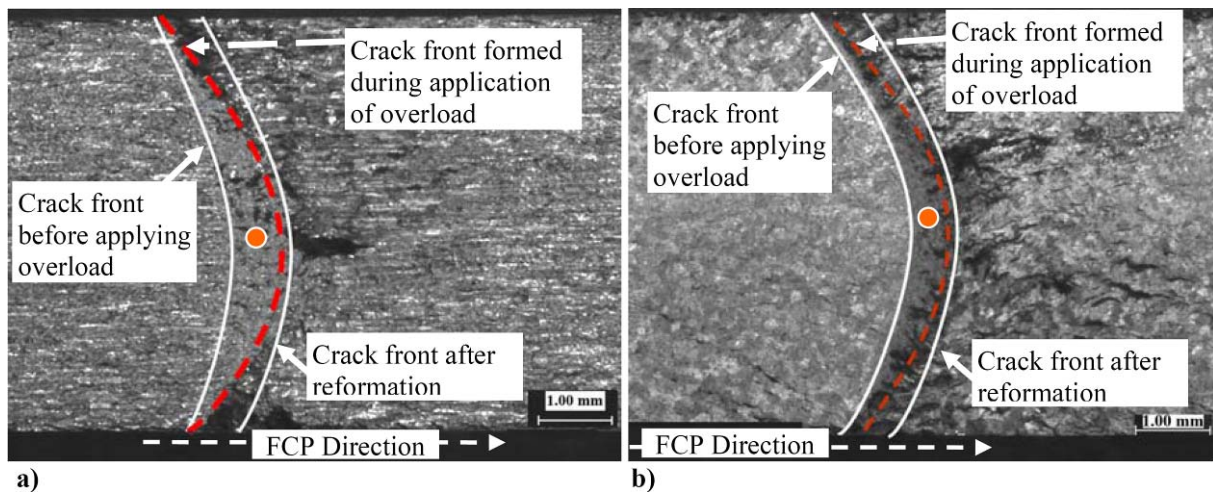 Crack front formed
during application
of overload
Crack front
before applying
overload
Crack front after
reformation
1.00 mm
FCP Direction
a)
Crack front formed
during application
of overload
Crack front
before applying
overload
Crack front after
reformation
1.00 mm
FCP Direction
b)